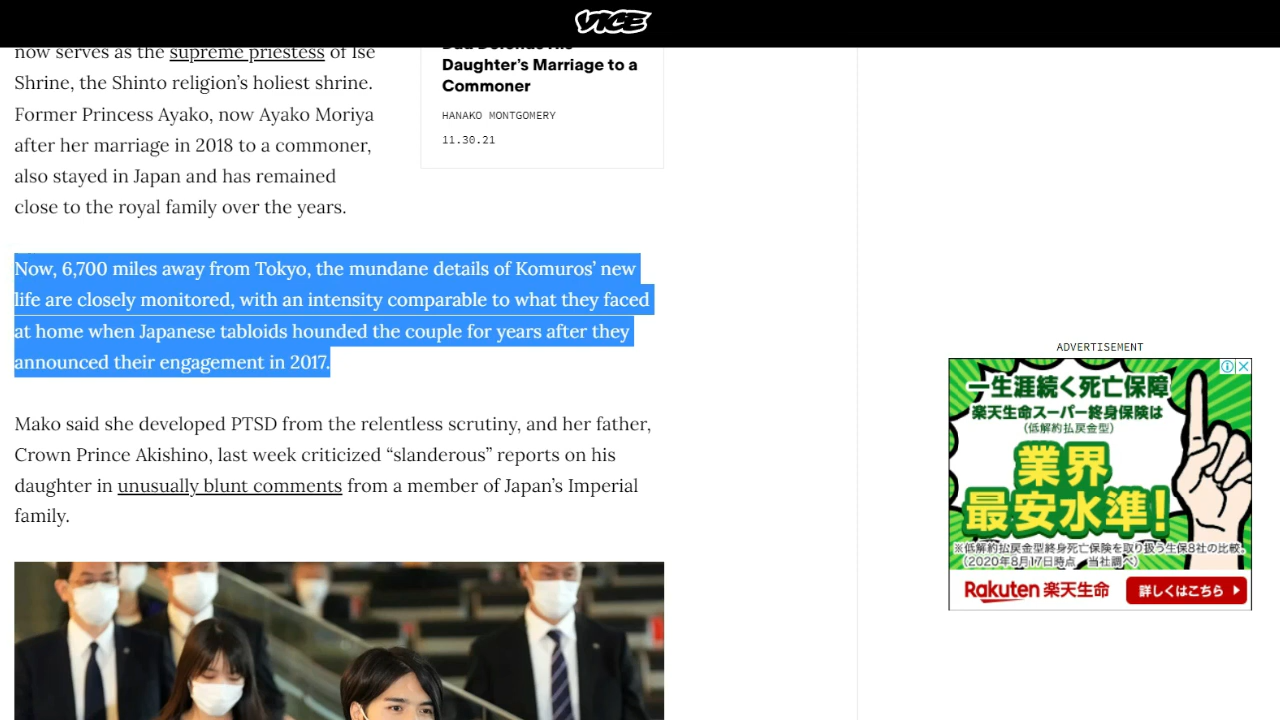 VICE
now serves as the supreme priestess of Ise
Shrine, the Shinto religion’s holiest shrine.
Former Princess Ayako, now Ayako Moriya
after her marriage in 2018 to a commoner,
also stayed in Japan and has remained
close to the royal family over the years.
Daughter’s Marriage to a
Commoner
HANAKO MONTGOMERY
11.30.21
Now, 6,700 miles away from Tokyo, the mundane details of Komuros’ new
life are closely monitored, with an intensity comparable to what they faced
at home when Japanese tabloids hounded the couple for years after they
announced their engagement in 2017.
Mako said she developed PTSD from the relentless scrutiny, and her father,
Crown Prince Akishino, last week criticized “slanderous” reports on his
daughter in unusually blunt comments from a member of Japan’s Imperial
family.
ADVERTISEMENT
一生涯続く死亡保障
楽天生命スーパー終身保険は
(低解約払戻金型)
業界
最安水準!
※低解約払戻金型終身死亡保険を取り扱う生保8社の比較。
(2020年8月17日時点 当社調べ)
Rakuten 楽天生命
詳しくはこちら